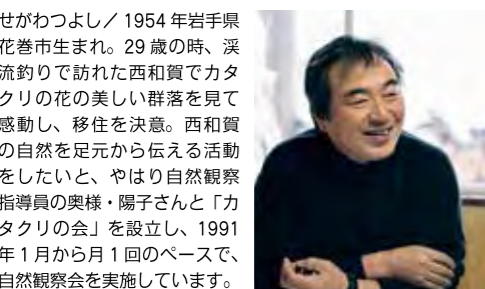 せがわつよし／1954年岩手県
花巻市生まれ。29歳の時、渓
流釣りで訪れた西和賀でカタ
クリの花の美しい群落を見て
感動し、移住を決意。西和賀
の自然を足元から伝える活動
をしたいと、やはり自然観察
指導員の奥様・陽子さんと「カ
タクリの会」を設立し、1991
年1月から月1回のペースで、
自然観察会を実施しています。